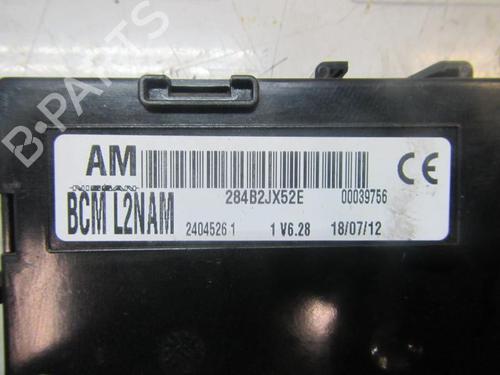 AM
NISSAN
BCM L2NAM
284B2JX52E 00039756
2404526 1 1 V6.28 18/07/12
CE
B-PARTS